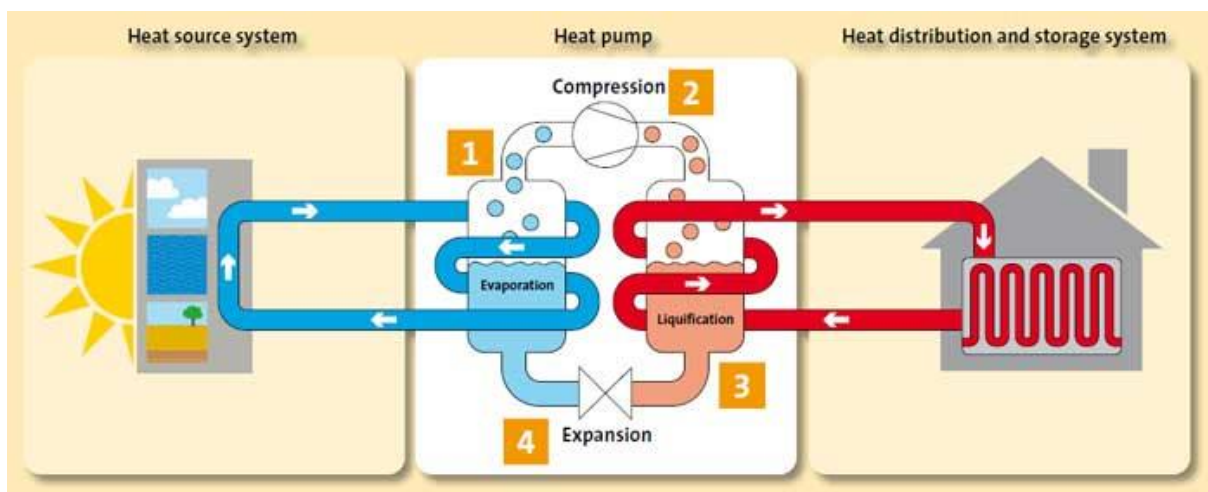 Heat source system
Heat pump
Heat distribution and storage system
Compression
2
1
Evaporation
Liquification
3
4
Expansion